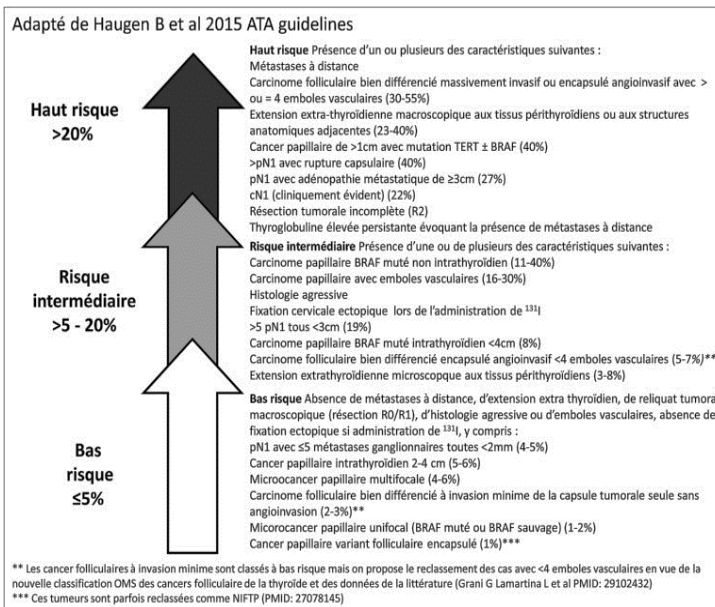 Adapté de Haugen B et al 2015 ATA guidelines
Haut risque
>20%
Haut risque Présence d'un ou plusieurs des caractéristiques suivantes :
Métastases à distance
Carcinome folliculaire bien différencié massivement invasif ou encapsulé angioinvasif avec >
ou = 4 emboles vasculaires (30-55%)
Extension extra-thyroïdienne macroscopique aux tissus périthyroïdiens ou aux structures
anatomiques adjacentes (23-40%)
Cancer papillaire de >1cm avec mutation TERT ± BRAF (40%)
>pN1 avec rupture capsulaire (40%)
pN1 avec adénopathie métastatique de ≥3cm (27%)
cN1 (cliniquement évident) (22%)
Résection tumorale incomplète (R2)
Thyroglobuline élevée persistante évoquant la présence de métastases à distance
Risque
intermédiaire
>5 - 20%
Risque intermédiaire Présence d'une ou de plusieurs des caractéristiques suivantes :
Carcinome papillaire BRAF muté non intrathyroïdien (11-40%)
Carcinome papillaire avec emboles vasculaires (16-30%)
Histologie agressive
Fixation cervicale ectopique lors de l'administration de ¹³¹I
>5 pN1 tous <3cm (19%)
Carcinome papillaire BRAF muté intrathyroïdien <4cm (8%)
Carcinome folliculaire bien différencié encapsulé angioinvasif <4 emboles vasculaires (5-7%)**
Extension extrathyroïdienne microscopque aux tissus périthyroïdiens (3-8%)
Bas
risque
≤5%
Bas risque Absence de métastases à distance, d'extension extra thyroïdien, de reliquat tumora
macroscopique (résection R0/R1), d'histologie agressive ou d'emboles vasculaires, absence de
fixation ectopique si administration de ¹³¹I, y compris :
pN1 avec ≤5 métastases ganglionnaires toutes <2mm (4-5%)
Cancer papillaire intrathyroïdien 2-4 cm (5-6%)
Microocancer papillaire multifocale (4-6%)
Carcinome folliculaire bien différencié à invasion minime de la capsule tumorale seule sans
angioinvasion (2-3%)**
Micorocancer papillaire unifocal (BRAF muté ou BRAF sauvage) (1-2%)
Cancer papillaire variant folliculaire encapsulé (1%)***
** Les cancer folliculaires à invasion minime sont classés à bas risque mais on propose le reclassement des cas avec <4 emboles vasculaires en vue de la
nouvelle classification OMS des cancers folliculaire de la thyroïde et des données de la littérature (Grani G Lamartina L et al PMID: 29102432)
*** Ces tumeurs sont parfois reclassées comme NIFTP (PMID: 27078145)